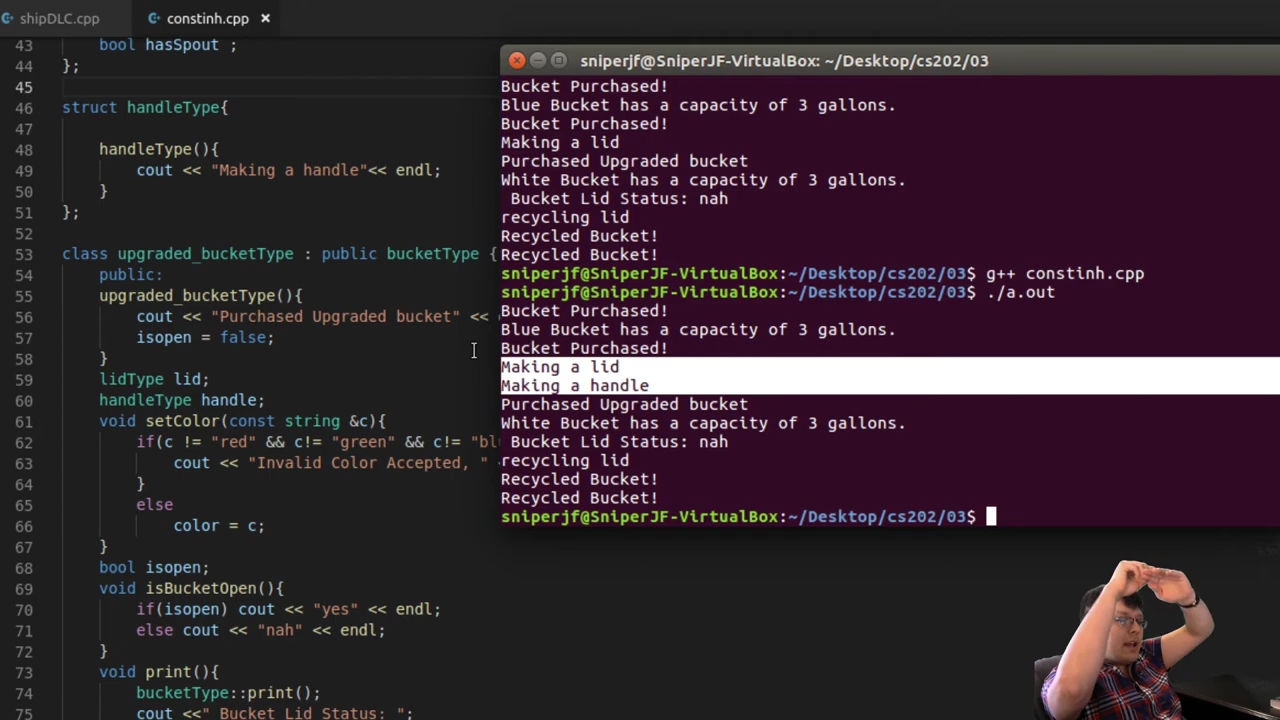 shipDLC.cpp
constinh.cpp ×
43 bool hasSpout ;
44 };
45
46 struct handleType{
47
48 handleType(){
49 cout << "Making a handle"<< endl;
50 }
51 };
52
53 class upgraded_bucketType : public bucketType {
54 public:
55 upgraded_bucketType(){
56 cout << "Purchased Upgraded bucket" <<
57 isopen = false;
58 }
59 lidType lid;
60 handleType handle;
61 void setColor(const string &c){
62 if(c != "red" && c!= "green" && c!= "bl
63 cout << "Invalid Color Accepted, "
64 }
65 else
66 color = c;
67 }
68 bool isopen;
69 void isBucketOpen(){
70 if(isopen) cout << "yes" << endl;
71 else cout << "nah" << endl;
72 }
73 void print(){
74 bucketType::print();
75 cout <<" Bucket Lid Status: ";
sniperjf@SniperJF-VirtualBox: ~/Desktop/cs202/03
Bucket Purchased!
Blue Bucket has a capacity of 3 gallons.
Bucket Purchased!
Making a lid
Purchased Upgraded bucket
White Bucket has a capacity of 3 gallons.
Bucket Lid Status: nah
recycling lid
Recycled Bucket!
Recycled Bucket!
sniperjf@SniperJF-VirtualBox:~/Desktop/cs202/03$ g++ constinh.cpp
sniperjf@SniperJF-VirtualBox:~/Desktop/cs202/03$ ./a.out
Bucket Purchased!
Blue Bucket has a capacity of 3 gallons.
Bucket Purchased!
Making a lid
Making a handle
Purchased Upgraded bucket
White Bucket has a capacity of 3 gallons.
Bucket Lid Status: nah
recycling lid
Recycled Bucket!
Recycled Bucket!
sniperjf@SniperJF-VirtualBox:~/Desktop/cs202/03$